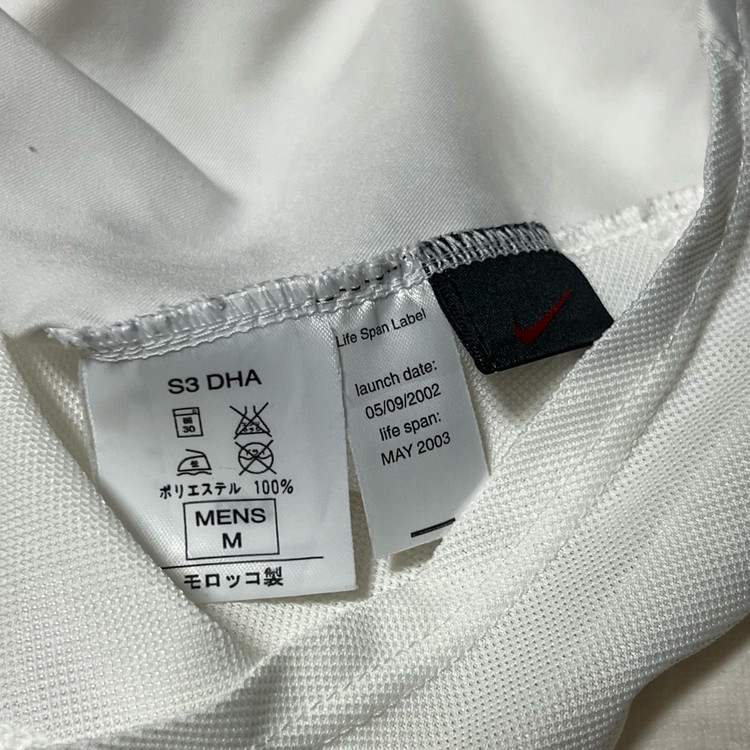 S3 DHA
30
ポリエステル 100%
MENS
M
モロッコ製
Life Span Label
launch date:
05/09/2002
life span:
MAY 2003